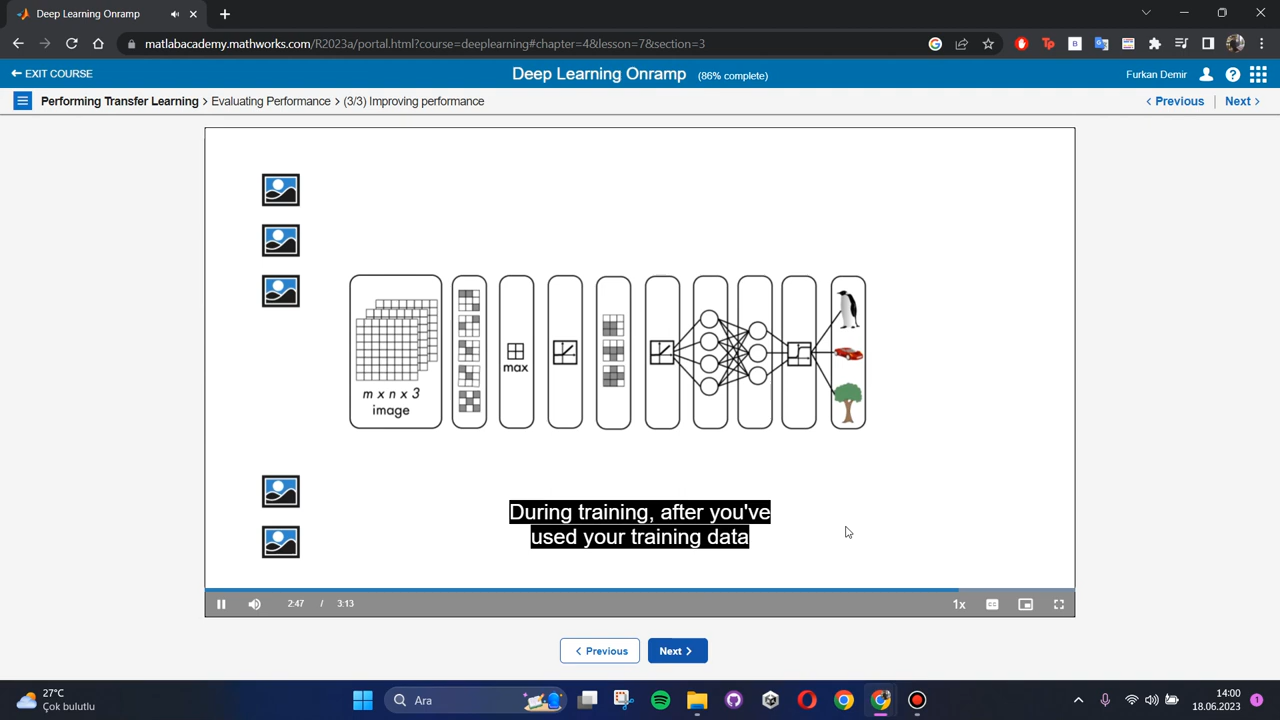 Deep Learning Onramp
matlabacademy.mathworks.com/R2023a/portal.html?course=deeplearning#chapter=4&lesson=7&section=3
EXIT COURSE
Deep Learning Onramp (86% complete)
Furkan Demir
Performing Transfer Learning > Evaluating Performance > (3/3) Improving performance
Previous
Next
max
m x n x 3
image
During training, after you've
used your training data
2:47 / 3:13
1x
CC
Previous
Next
27°C
Çok bulutlu
Ara
14:00
18.06.2023
1